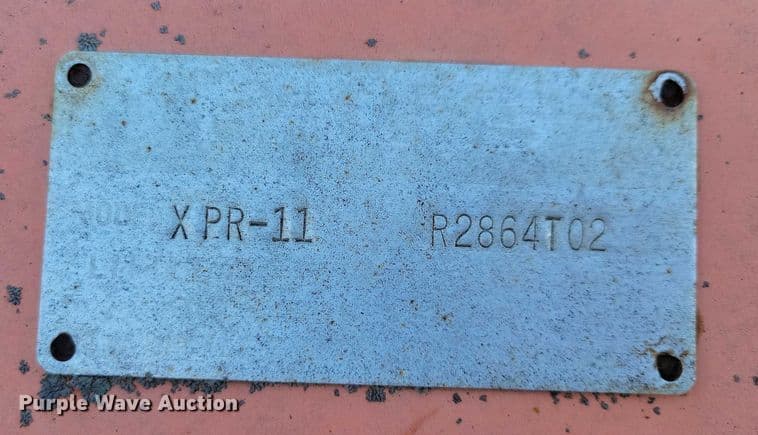 XPR-11 R2864T02
Purple Wave Auction